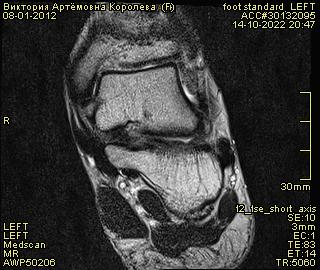 Виктория Артёмовна Королева (F)
08-01-2012
foot standard LEFT
ACC#30132095
14-10-2022 20:47
R
30mm
LEFT
LEFT
Medscan
MR
AWP50206
t2_tse_short_axis
SE:10
3mm
EC:1
TE:83
ET:14
TR:5060